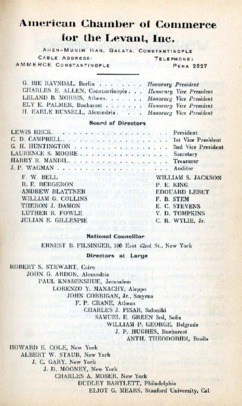 American Chamber of Commerce
for the Levant, Inc.
AHEN-MUNIH HAN, GALATA, CONSTANTINOPLE
CABLE ADDRESS: TELEPHONE:
AMMERCE CONSTANTINOPLE PERA 2527
G. BIE RAVNDAL, Berlin . . . . . . . . Honorary President
CHARLES E. ALLEN, Constantinople. . Honorary Vice President
LELAND B. MORRIS, Athens . . . . . . Honorary Vice President
ELY E. PALMER, Bucharest . . . . . . Honorary Vice President
H. EARLE RUSSELL, Alexandria . . . . Honorary Vice President
Board of Directors
LEWIS HECK. . . . . . . . . . . . President
C. D. CAMPBELL. . . . . . . . . . 1st Vice President
G. H. HUNTINGTON . . . . . . . . 2nd Vice President
LAURENCE S. MOORE . . . . . . . . Secretary
HARRY R. MANDIL. . . . . . . . . Treasurer
J. P. WAGMAN . . . . . . . . . . Auditor
F. W. BELL WILLIAM S. JACKSON
B. E. BERGERON P. E. KING
ANDREW BLATTNER EDOUARD LEBET
WILLIAM G. COLLINS F. B. STEM
THERON J. DAMON E. C. STEVENS
LUTHER R. FOWLE V. D. TOMPKINS
JULIAN E. GILLESPIE C. R. WYLIE, Jr.
National Councillor
ERNEST B. FILSINGER, 100 East 42nd St., New York
Directors at Large
ROBERT S. STEWART, Cairo
JOHN G. ARDON, Alexandria
PAUL KNABENSHUE, Jerusalem
LORENZO Y. MANACHY, Aleppo
JOHN CORRIGAN, Jr., Smyrna
F. P. CRANE, Athens
CHARLES J. PISAR, Saloniki
SAMUEL E. GREEN 3rd, Sofia
WILLIAM P. GEORGE, Belgrade
J. P. HUGHES, Bucharest
ANTH. THEODORIDI, Braila
HOWARD E. COLE, New York
ALBERT W. STAUB, New York
J. C. GARY, New York
J. D. MOONEY, New York
CHARLES A. MOSER, New York
DUDLEY BARTLETT, Philadelphia
ELIOT G. MEARS, Stanford University, Cal.